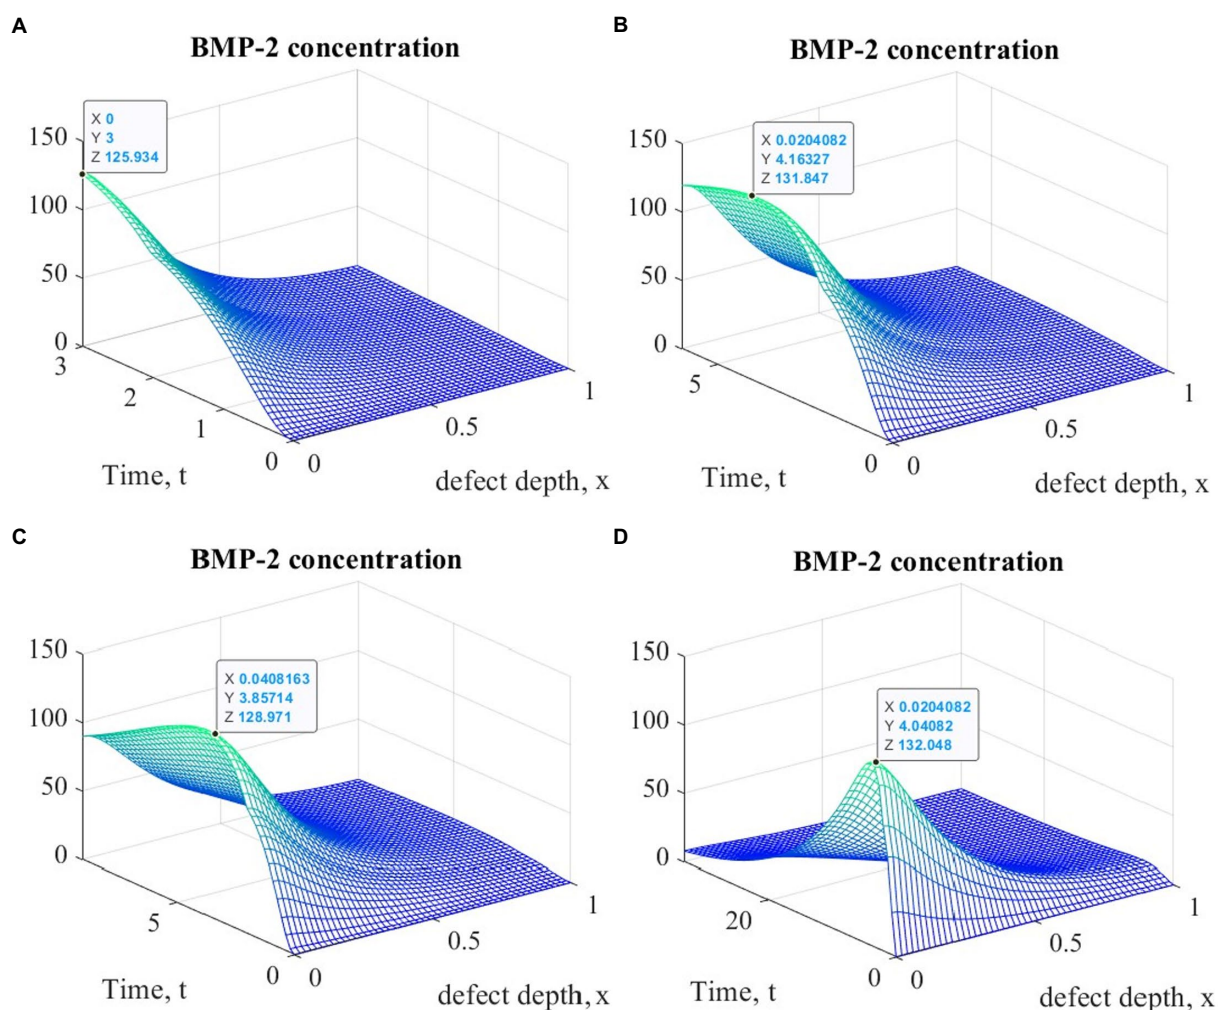 A
BMP-2 concentration
X 0
Y 3
Z 125.934
150
100
50
0
3
2
1
0
0
0.5
1
Time, t
defect depth, x
B
BMP-2 concentration
X 0.0204082
Y 4.16327
Z 131.847
150
100
50
0
5
0
0
0.5
1
Time, t
defect depth, x
C
BMP-2 concentration
X 0.0408163
Y 3.85714
Z 128.971
150
100
50
0
5
0
0
0.5
1
Time, t
defect depth, x
D
BMP-2 concentration
X 0.0204082
Y 4.04082
Z 132.048
150
100
50
0
20
0
0
0.5
1
Time, t
defect depth, x